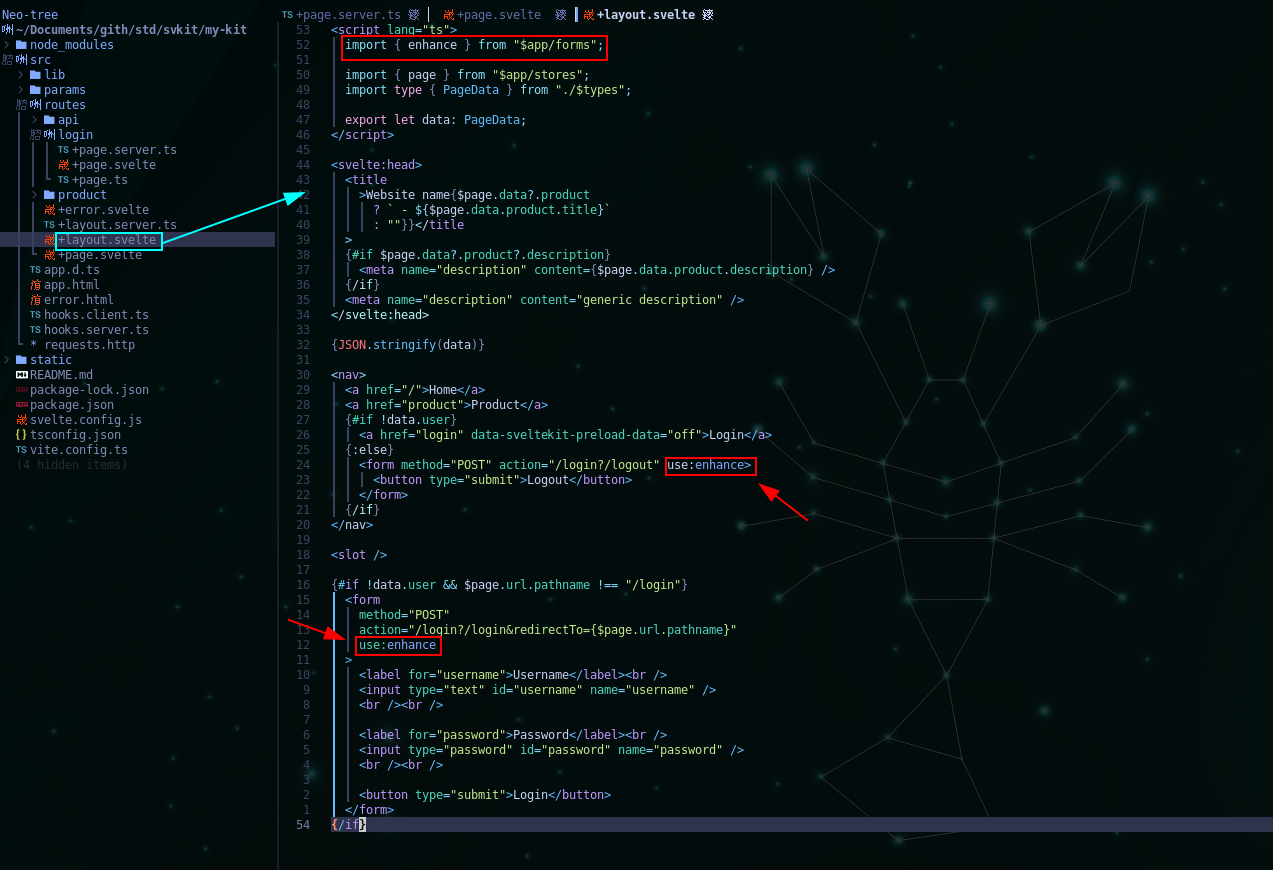 Neo-tree
~/Documents/gith/std/svkit/my-kit
node_modules
src
lib
params
routes
api
login
TS +page.server.ts
+page.svelte
TS +page.ts
product
+error.svelte
TS +layout.server.ts
+layout.svelte
+page.svelte
TS app.d.ts
app.html
error.html
TS hooks.client.ts
TS hooks.server.ts
* requests.http
static
README.md
package-lock.json
package.json
svelte.config.js
{} tsconfig.json
TS vite.config.ts
(4 hidden items)
TS +page.server.ts | +page.svelte | +layout.svelte
53 <script lang="ts">
52 import { enhance } from "$app/forms";
51
50 import { page } from "$app/stores";
49 import type { PageData } from "./$types";
48
47 export let data: PageData;
46 </script>
45
44 <svelte:head>
43 <title
42 >Website name{$page.data?.product
41 ? ` - ${$page.data.product.title}`
40 : ""}}</title
39 >
38 {#if $page.data?.product?.description}
37 <meta name="description" content={$page.data.product.description} />
36 {/if}
35 <meta name="description" content="generic description" />
34 </svelte:head>
33
32 {JSON.stringify(data)}
31
30 <nav>
29 <a href="/">Home</a>
28 <a href="product">Product</a>
27 {#if !data.user}
26 <a href="login" data-sveltekit-preload-data="off">Login</a>
25 {:else}
24 <form method="POST" action="/login?/logout" use:enhance>
23 <button type="submit">Logout</button>
22 </form>
21 {/if}
20 </nav>
19
18 <slot />
17
16 {#if !data.user && $page.url.pathname !== "/login"}
15 <form
14 method="POST"
13 action="/login?/login&redirectTo={$page.url.pathname}"
12 use:enhance
11 >
10 <label for="username">Username</label><br />
9 <input type="text" id="username" name="username" />
8 <br /><br />
7
6 <label for="password">Password</label><br />
5 <input type="password" id="password" name="password" />
4 <br /><br />
3
2 <button type="submit">Login</button>
1 </form>
54 {/if}